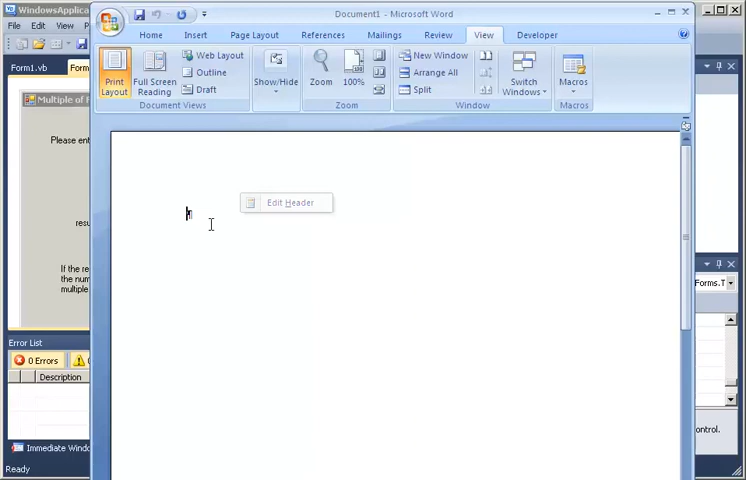 WindowsApplica
File Edit View
Form1.vb Form
Multiple of
Please ent
resu
If the re
the num
multiple
Error List
0 Errors
Description
Immediate Windo
Ready
Document1 - Microsoft Word
Home Insert Page Layout References Mailings Review View Developer
Print Layout
Full Screen Reading
Web Layout
Outline
Draft
Document Views
Show/Hide
Zoom
100%
Zoom
New Window
Arrange All
Split
Switch Windows
Window
Macros
Macros
Edit Header
Forms.T
ontrol.